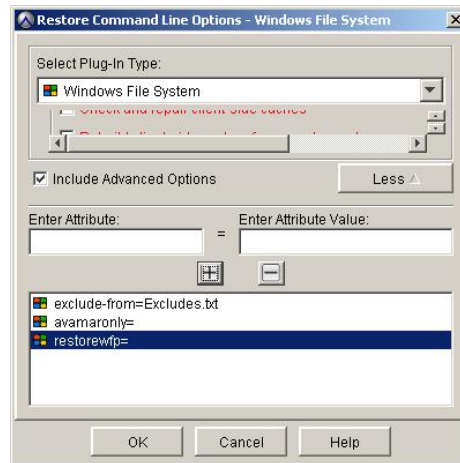 Restore Command Line Options - Windows File System
Select Plug-In Type:
Windows File System
Check and repair client-side caches
Include Advanced Options
Less
Enter Attribute:
=
Enter Attribute Value:
exclude-from=Excludes.txt
avamaronly=
restorewfp=
OK
Cancel
Help